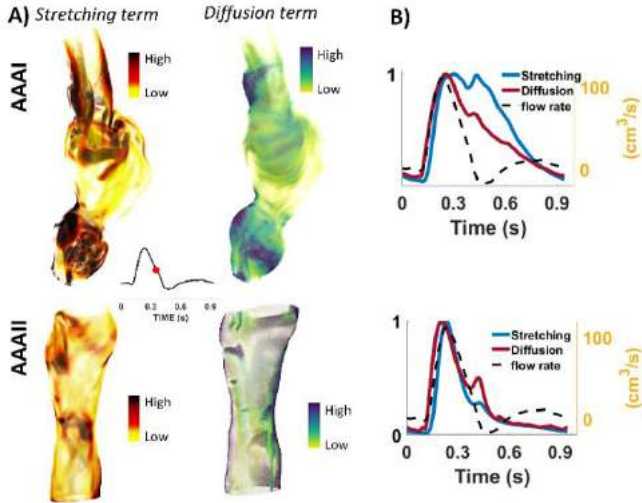 A) Stretching term Diffusion term B)
AAAI
High
Low
High
Low
0 0.3 0.6 0.9
TIME (s)
1
Stretching
Diffusion
flow rate
100
0
(cm³/s)
0 0.3 0.6 0.9
Time (s)
AAAII
High
Low
High
Low
1
0
Stretching
Diffusion
flow rate
100
0
(cm³/s)
0 0.3 0.6 0.9
Time (s)